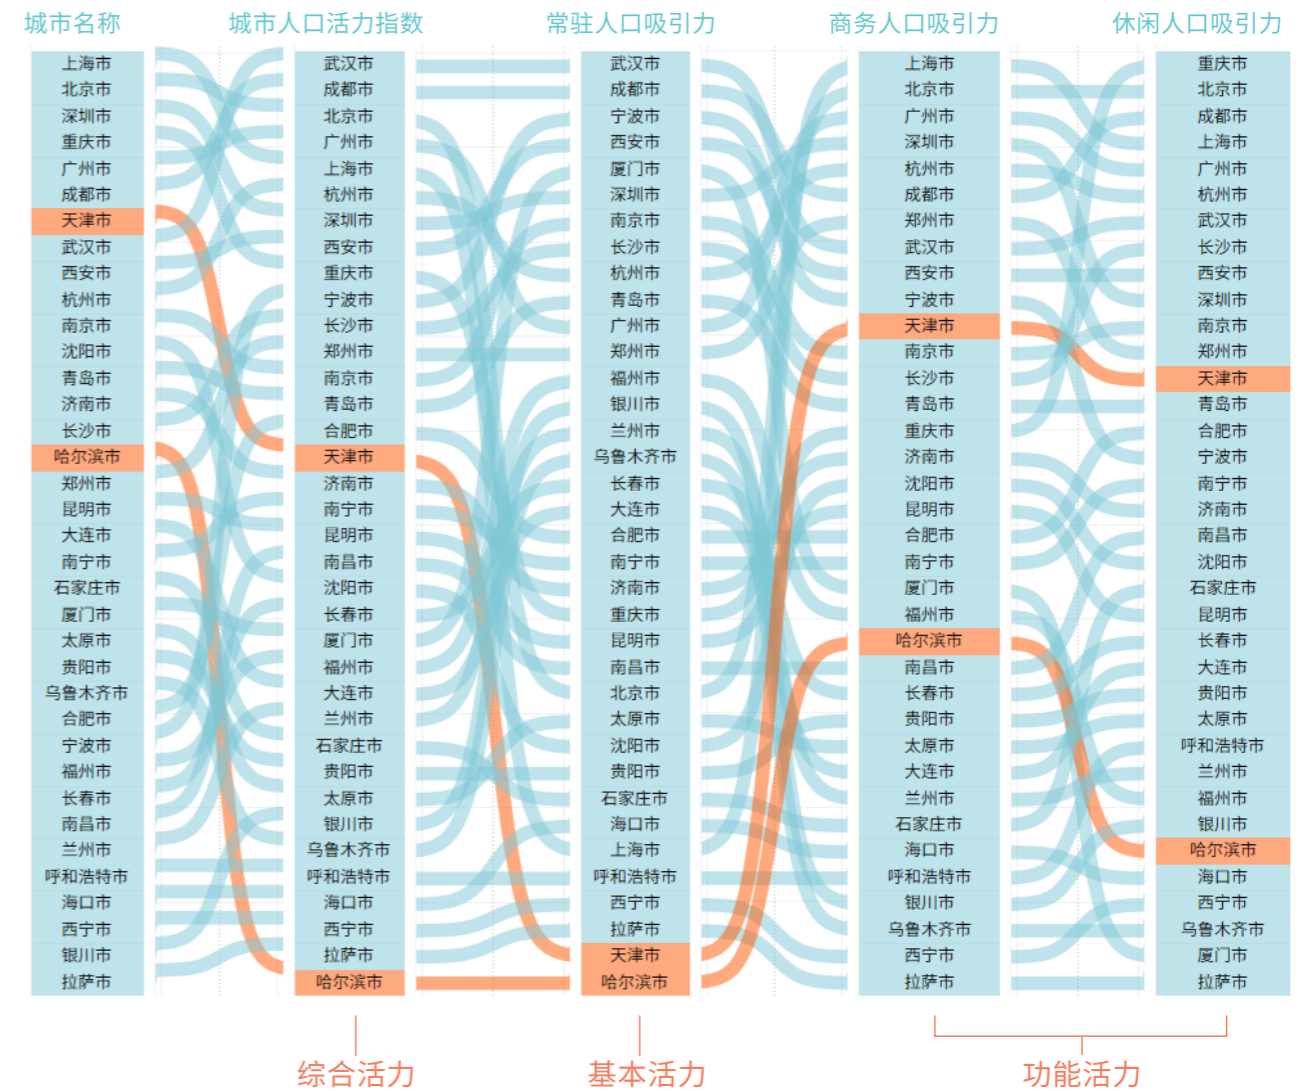 城市名称 城市人口活力指数 常驻人口吸引力 商务人口吸引力 休闲人口吸引力
上海市 武汉市 武汉市 上海市 重庆市
北京市 成都市 成都市 北京市 北京市
深圳市 北京市 宁波市 广州市 成都市
重庆市 广州市 西安市 深圳市 上海市
广州市 上海市 厦门市 杭州市 广州市
成都市 杭州市 深圳市 成都市 杭州市
天津市 深圳市 南京市 郑州市 武汉市
武汉市 西安市 长沙市 武汉市 长沙市
西安市 重庆市 杭州市 西安市 西安市
杭州市 宁波市 青岛市 宁波市 深圳市
南京市 长沙市 广州市 天津市 南京市
沈阳市 郑州市 郑州市 南京市 郑州市
青岛市 南京市 福州市 长沙市 天津市
济南市 青岛市 银川市 青岛市 青岛市
长沙市 合肥市 兰州市 重庆市 合肥市
哈尔滨市 天津市 乌鲁木齐市 济南市 宁波市
郑州市 济南市 长春市 沈阳市 南宁市
昆明市 南宁市 大连市 昆明市 济南市
大连市 昆明市 合肥市 合肥市 南昌市
南宁市 南昌市 南宁市 南宁市 沈阳市
石家庄市 沈阳市 济南市 厦门市 石家庄市
厦门市 长春市 重庆市 福州市 昆明市
太原市 厦门市 昆明市 哈尔滨市 长春市
贵阳市 福州市 南昌市 南昌市 大连市
乌鲁木齐市 大连市 北京市 长春市 贵阳市
合肥市 兰州市 太原市 贵阳市 太原市
宁波市 石家庄市 沈阳市 太原市 呼和浩特市
福州市 贵阳市 贵阳市 大连市 兰州市
长春市 太原市 石家庄市 兰州市 福州市
南昌市 银川市 海口市 石家庄市 银川市
兰州市 乌鲁木齐市 上海市 海口市 哈尔滨市
呼和浩特市 呼和浩特市 呼和浩特市 呼和浩特市 海口市
海口市 海口市 西宁市 银川市 西宁市
西宁市 西宁市 拉萨市 乌鲁木齐市 乌鲁木齐市
银川市 拉萨市 天津市 西宁市 厦门市
拉萨市 哈尔滨市 哈尔滨市 拉萨市 拉萨市
综合活力 基本活力 功能活力